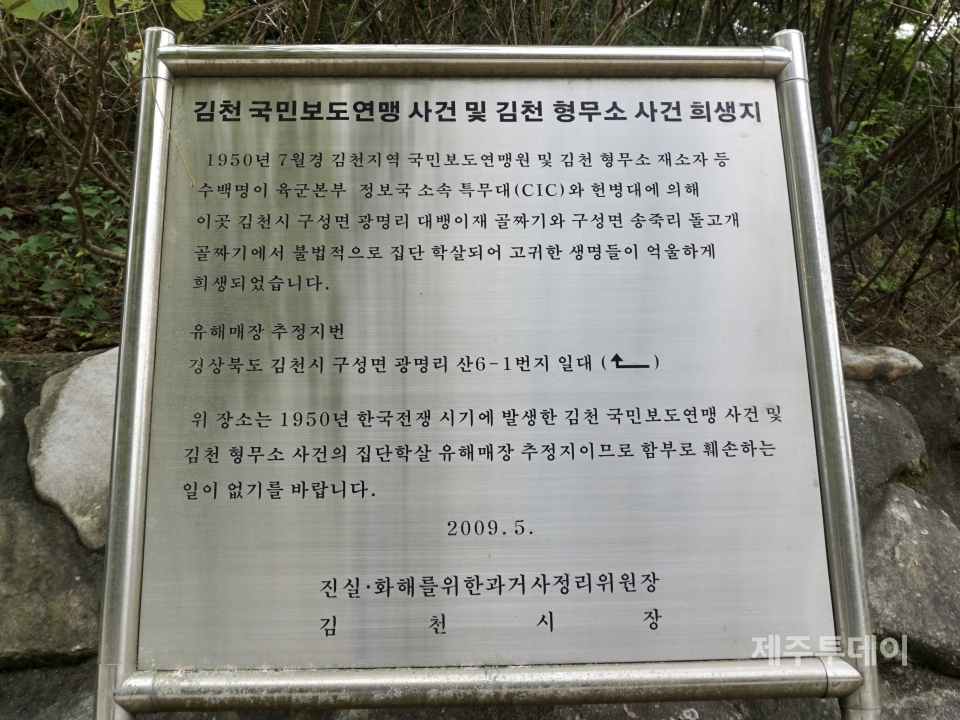 김천 국민보도연맹 사건 및 김천 형무소 사건 희생지
1950년 7월경 김천지역 국민보도연맹원 및 김천 형무소 재소자 등
수백명이 육군본부 정보국 소속 특무대(CIC)와 헌병대에 의해
이곳 김천시 구성면 광명리 대뱅이재 골짜기와 구성면 송죽리 돌고개
골짜기에서 불법적으로 집단 학살되어 고귀한 생명들이 억울하게
희생되었습니다.
유해매장 추정지번
경상북도 김천시 구성면 광명리 산6-1번지 일대 ( )
위 장소는 1950년 한국전쟁 시기에 발생한 김천 국민보도연맹 사건 및
김천 형무소 사건의 집단학살 유해매장 추정지이므로 함부로 훼손하는
일이 없기를 바랍니다.
2009. 5.
진실·화해를위한과거사정리위원장
김 천 시 장
제주투데이